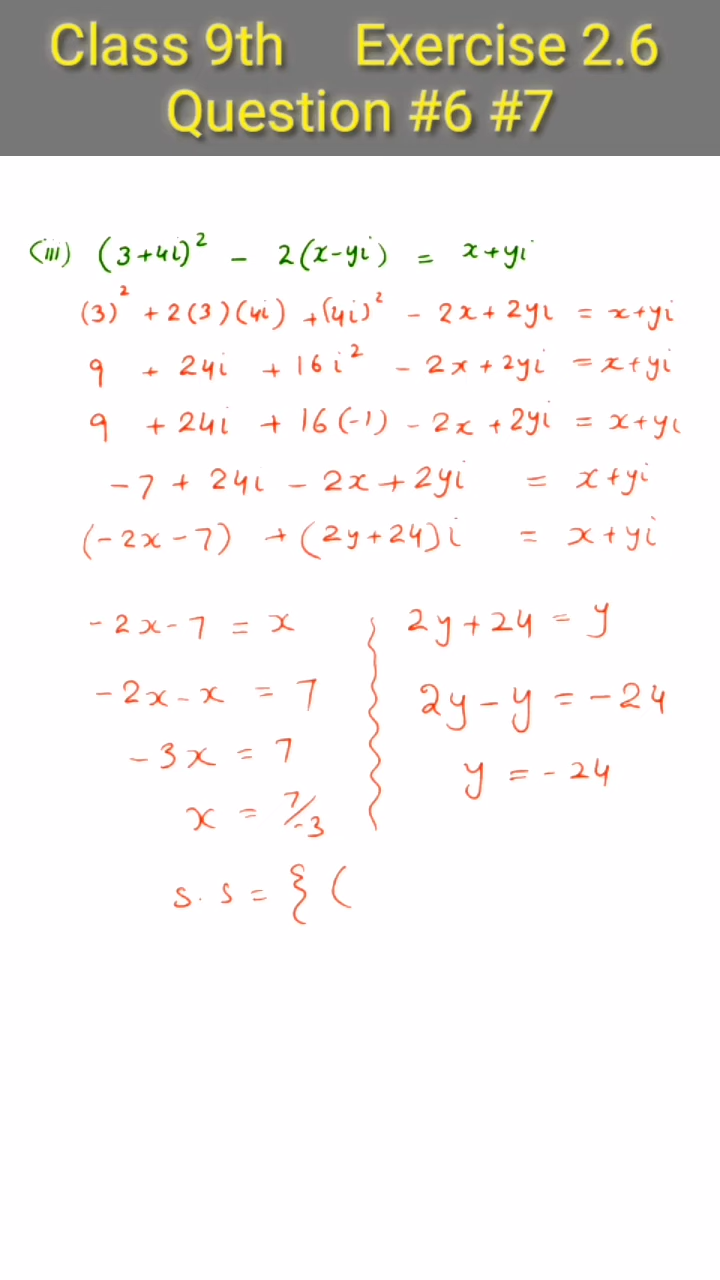 Class 9th Exercise 2.6
Question #6 #7
(iii) (3+4i)² - 2(x-yi) = x+yi
(3)² + 2(3)(4i) + (4i)² - 2x + 2yi = x+yi
9 + 24i + 16i² - 2x + 2yi = x+yi
9 + 24i + 16(-1) - 2x + 2yi = x+yi
-7 + 24i - 2x + 2yi = x+yi
(-2x-7) + (2y+24)i = x+yi
-2x-7 = x
-2x-x = 7
-3x = 7
x = 7/-3
2y+24 = y
2y-y = -24
y = -24
S.S = { (